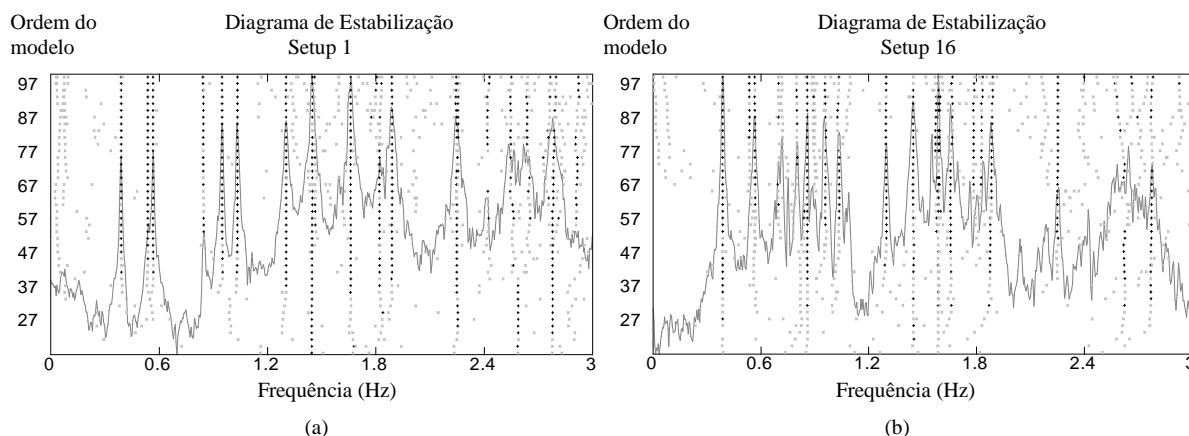 Ordem do
modelo
Diagrama de Estabilização
Setup 1
97
87
77
67
57
47
37
27
0
0.6
1.2
1.8
2.4
3
Frequência (Hz)
(a)
Ordem do
modelo
Diagrama de Estabilização
Setup 16
97
87
77
67
57
47
37
27
0
0.6
1.2
1.8
2.4
3
Frequência (Hz)
(b)